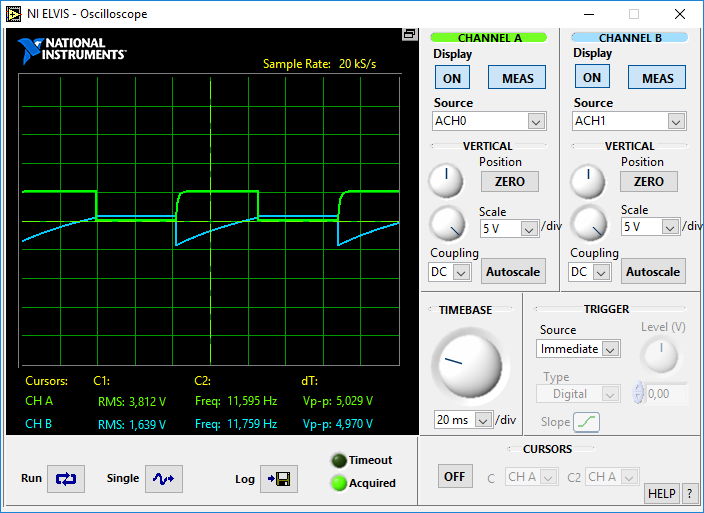 NI ELVIS - Oscilloscope
NATIONAL
INSTRUMENTS™
Sample Rate: 20 kS/s
Cursors: C1: C2: dT:
CH A RMS: 3,812 V Freq: 11,595 Hz Vp-p: 5,029 V
CH B RMS: 1,639 V Freq: 11,759 Hz Vp-p: 4,970 V
Run
Single
Log
Timeout
Acquired
CHANNEL A
Display
ON MEAS
Source
ACH0
VERTICAL
Position
ZERO
Scale
5 V /div
Coupling
DC Autoscale
CHANNEL B
Display
ON MEAS
Source
ACH1
VERTICAL
Position
ZERO
Scale
5 V /div
Coupling
DC Autoscale
TIMEBASE
20 ms /div
TRIGGER
Source
Immediate
Level (V)
Type
Digital
0,00
Slope
CURSORS
OFF C CH A C2 CH A
HELP ?